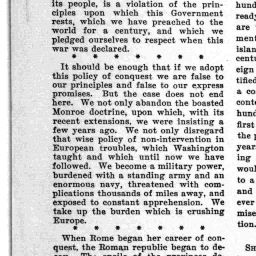 its people, is a violation of the prin-
ciples upon which this Government
rests, which we have preached to the
world for a century, and which we
pledged ourselves to respect when this
war was declared.
* * * * * * *
It should be enough that if we adopt
this policy of conquest we are false to
our principles and false to our express
promises. But the case does not end
here. We not only abandon the boasted
Monroe doctrine, upon which, with its
recent extensions, we were insisting a
few years ago. We not only disregard
that wise policy of non-intervention in
European troubles, which Washington
taught and which until now we have
followed. We become a military power,
burdened with a standing army and an
enormous navy, threatened with com-
plications thousands of miles away, and
exposed to constant apprehension. We
take up the burden which is crushing
Europe.
* * * * * * *
When Rome began her career of con-
quest, the Roman republic began to de-
hund
ready
are
ment
island
centu
eign
tified
a co
conte
hund
first
the p
years
ing
would
to a
and
ever
mise
tion.